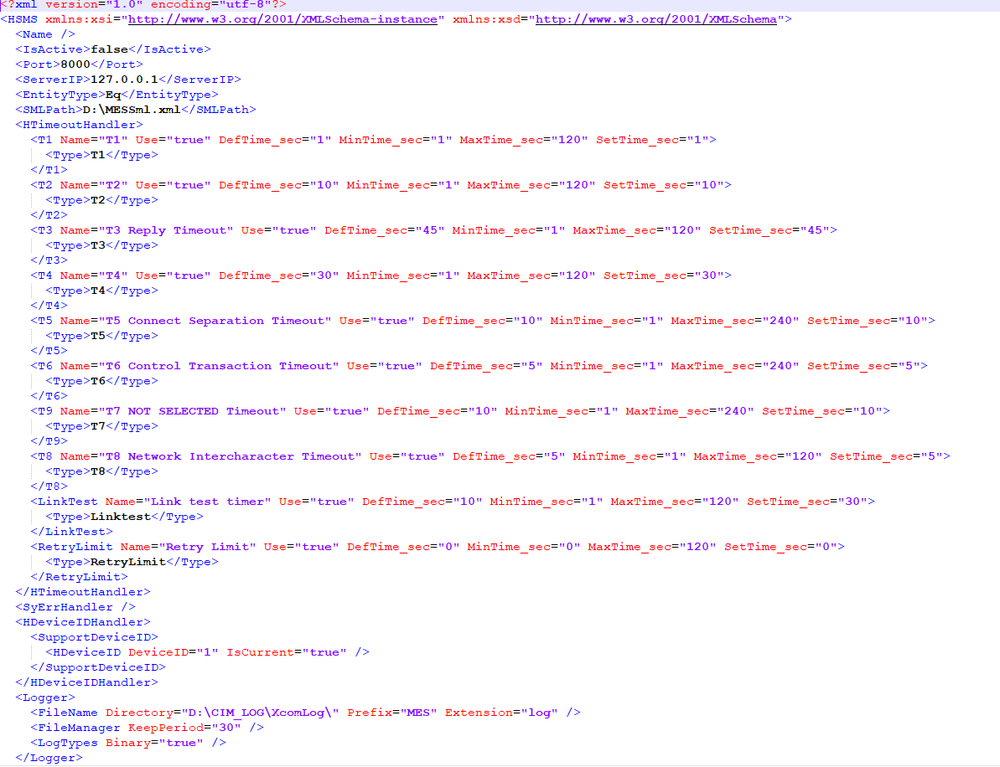 <?xml version="1.0" encoding="utf-8"?>
<HSMS xmlns:xsi="http://www.w3.org/2001/XMLSchema-instance" xmlns:xsd="http://www.w3.org/2001/XMLSchema">
  <Name />
  <IsActive>false</IsActive>
  <Port>8000</Port>
  <ServerIP>127.0.0.1</ServerIP>
  <EntityType>Eq</EntityType>
  <SMLPath>D:\MESSml.xml</SMLPath>
  <HTimeoutHandler>
    <T1 Name="T1" Use="true" DefTime_sec="1" MinTime_sec="1" MaxTime_sec="120" SetTime_sec="1">
      <Type>T1</Type>
    </T1>
    <T2 Name="T2" Use="true" DefTime_sec="10" MinTime_sec="1" MaxTime_sec="120" SetTime_sec="10">
      <Type>T2</Type>
    </T2>
    <T3 Name="T3 Reply Timeout" Use="true" DefTime_sec="45" MinTime_sec="1" MaxTime_sec="120" SetTime_sec="45">
      <Type>T3</Type>
    </T3>
    <T4 Name="T4" Use="true" DefTime_sec="30" MinTime_sec="1" MaxTime_sec="120" SetTime_sec="30">
      <Type>T4</Type>
    </T4>
    <T5 Name="T5 Connect Separation Timeout" Use="true" DefTime_sec="10" MinTime_sec="1" MaxTime_sec="240" SetTime_sec="10">
      <Type>T5</Type>
    </T5>
    <T6 Name="T6 Control Transaction Timeout" Use="true" DefTime_sec="5" MinTime_sec="1" MaxTime_sec="240" SetTime_sec="5">
      <Type>T6</Type>
    </T6>
    <T9 Name="T7 NOT SELECTED Timeout" Use="true" DefTime_sec="10" MinTime_sec="1" MaxTime_sec="240" SetTime_sec="10">
      <Type>T7</Type>
    </T9>
    <T8 Name="T8 Network Intercharacter Timeout" Use="true" DefTime_sec="5" MinTime_sec="1" MaxTime_sec="120" SetTime_sec="5">
      <Type>T8</Type>
    </T8>
    <LinkTest Name="Link test timer" Use="true" DefTime_sec="10" MinTime_sec="1" MaxTime_sec="120" SetTime_sec="30">
      <Type>Linktest</Type>
    </LinkTest>
    <RetryLimit Name="Retry Limit" Use="true" DefTime_sec="0" MinTime_sec="0" MaxTime_sec="120" SetTime_sec="0">
      <Type>RetryLimit</Type>
    </RetryLimit>
  </HTimeoutHandler>
  <SyErrHandler />
  <HDeviceIDHandler>
    <SupportDeviceID>
      <HDeviceID DeviceID="1" IsCurrent="true" />
    </SupportDeviceID>
  </HDeviceIDHandler>
  <Logger>
    <FileName Directory="D:\CIM_LOG\XcomLog\" Prefix="MES" Extension="log" />
    <FileManager KeepPeriod="30" />
    <LogTypes Binary="true" />
  </Logger>